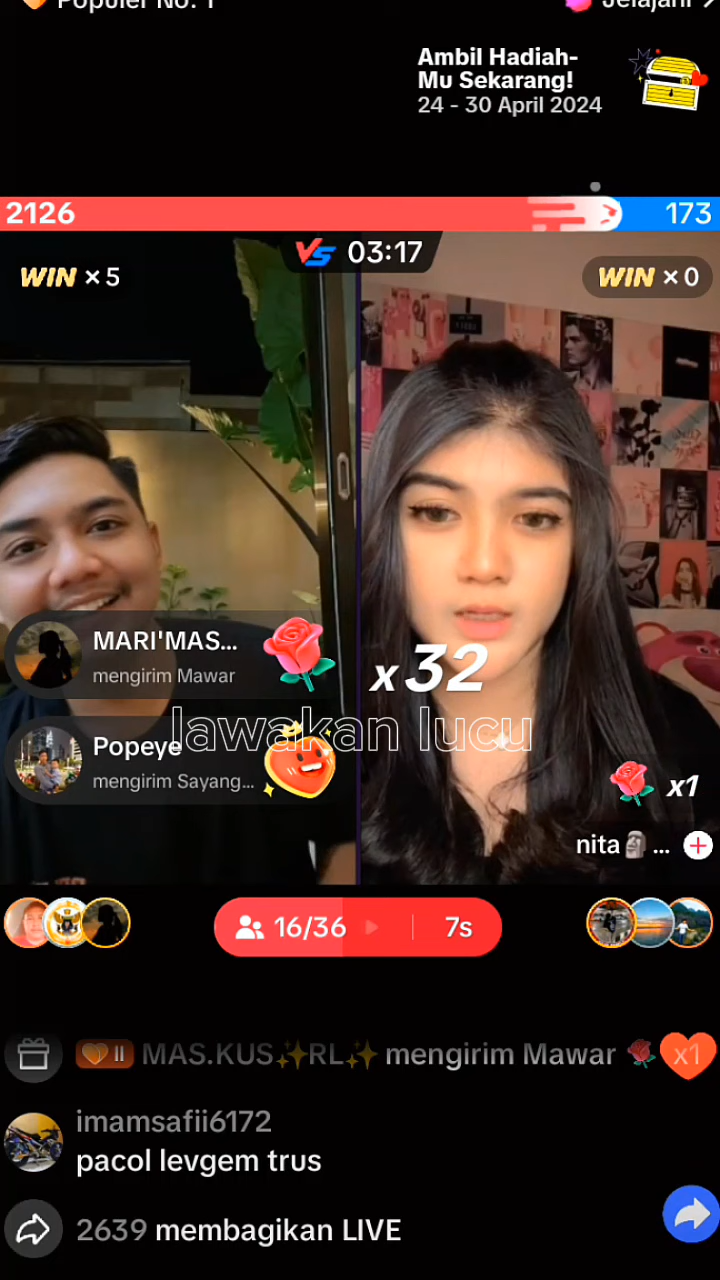 Populer No. 1
Jelajahi >
Ambil Hadiah-
Mu Sekarang!
24 - 30 April 2024
2126
173
VS 03:17
WIN ×5
WIN ×0
MARI'MAS...
mengirim Mawar
x32
lawakan lucu
Popeye
mengirim Sayang...
x1
nita🗿 ...
16/36
7s
II MAS.KUS✨RL✨ mengirim Mawar 🌹 x1
imamsafii6172
pacol levgem trus
2639 membagikan LIVE